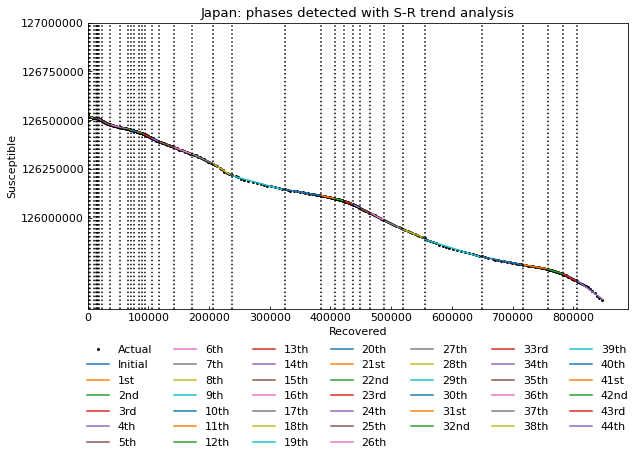 Japan: phases detected with S-R trend analysis
127000000
126750000
126500000
126250000
126000000
Susceptible
0 100000 200000 300000 400000 500000 600000 700000 800000
Recovered
Actual 6th 13th 20th 27th 33rd 39th
Initial 7th 14th 21st 28th 34th 40th
1st 8th 15th 22nd 29th 35th 41st
2nd 9th 16th 23rd 30th 36th 42nd
3rd 10th 17th 24th 31st 37th 43rd
4th 11th 18th 25th 32nd 38th 44th
5th 12th 19th 26th